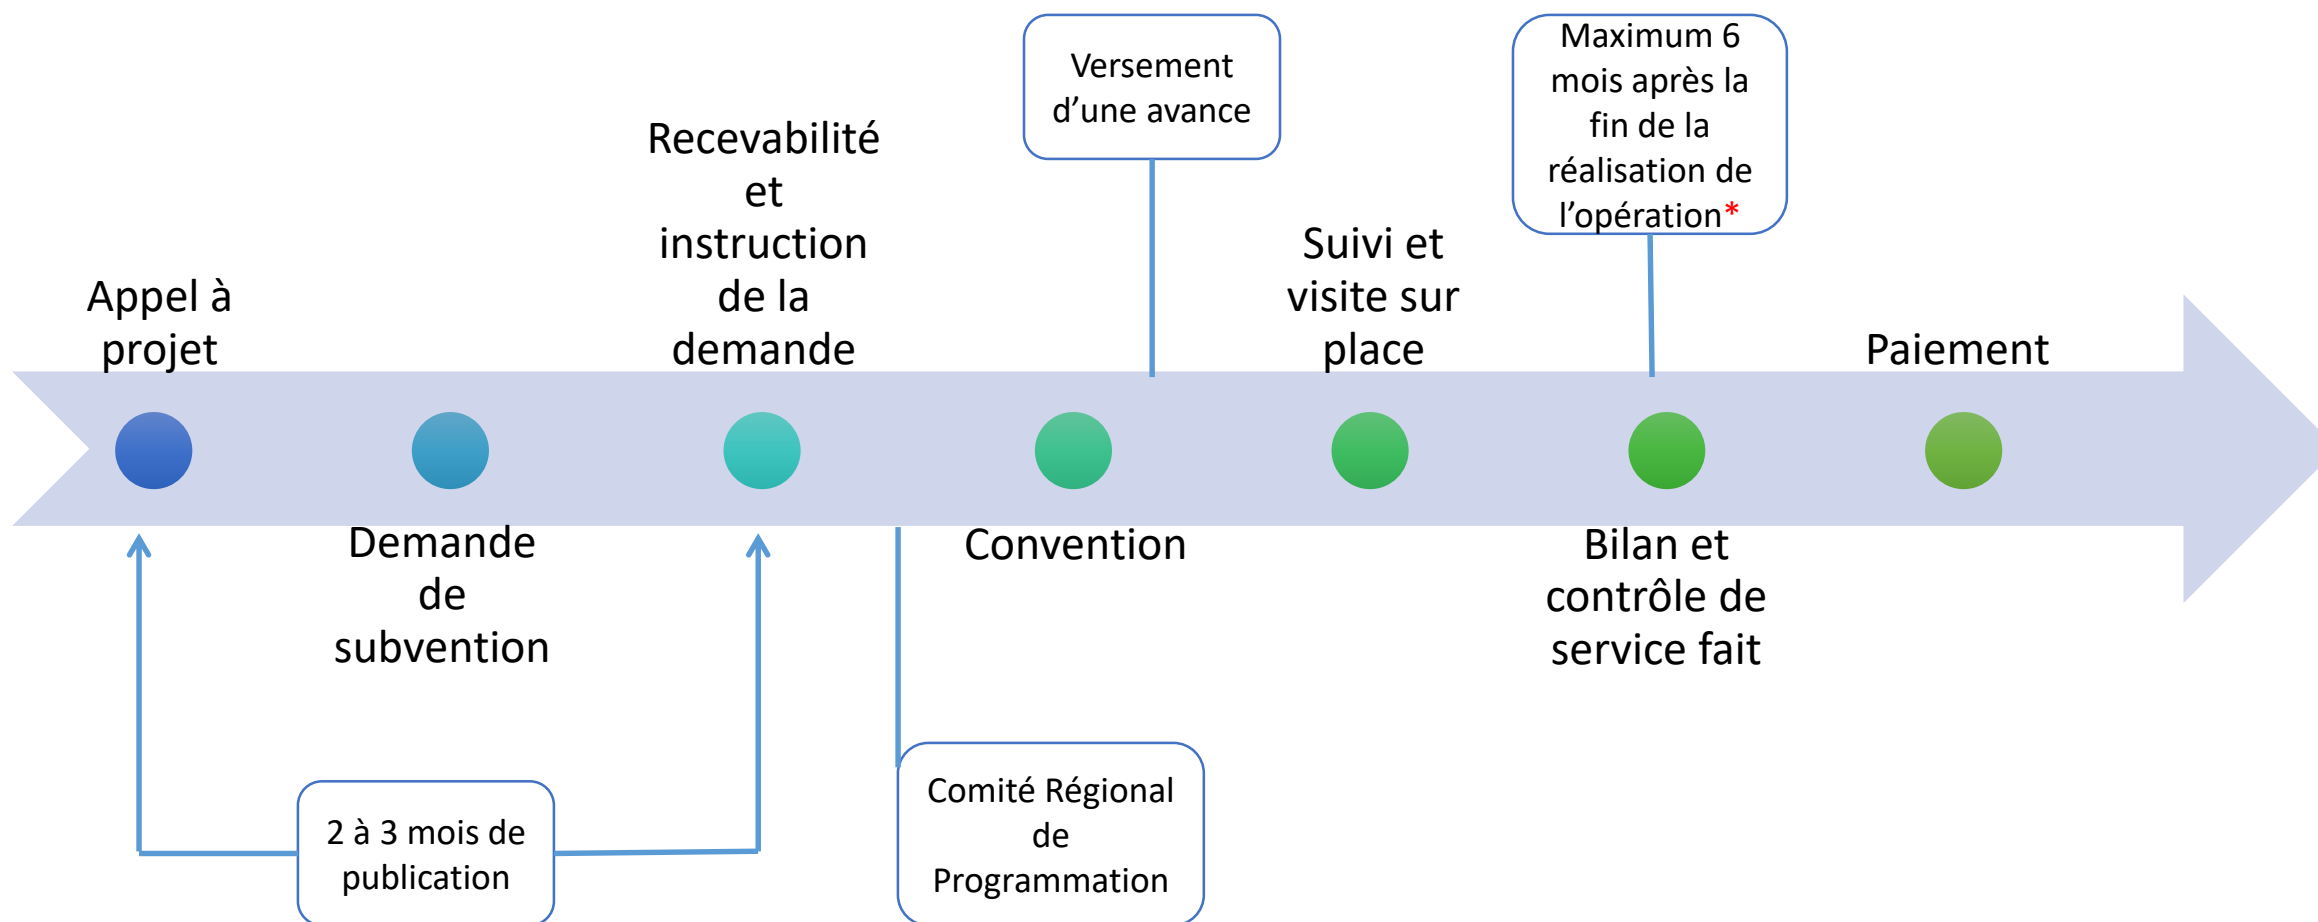 Appel à
projet
Demande
de
subvention
2 à 3 mois de
publication
Recevabilité
et
instruction
de la
demande
Comité Régional
de
Programmation
Convention
Versement
d’une avance
Suivi et
visite sur
place
Maximum 6
mois après la
fin de la
réalisation de
l’opération*
Bilan et
contrôle de
service fait
Paiement